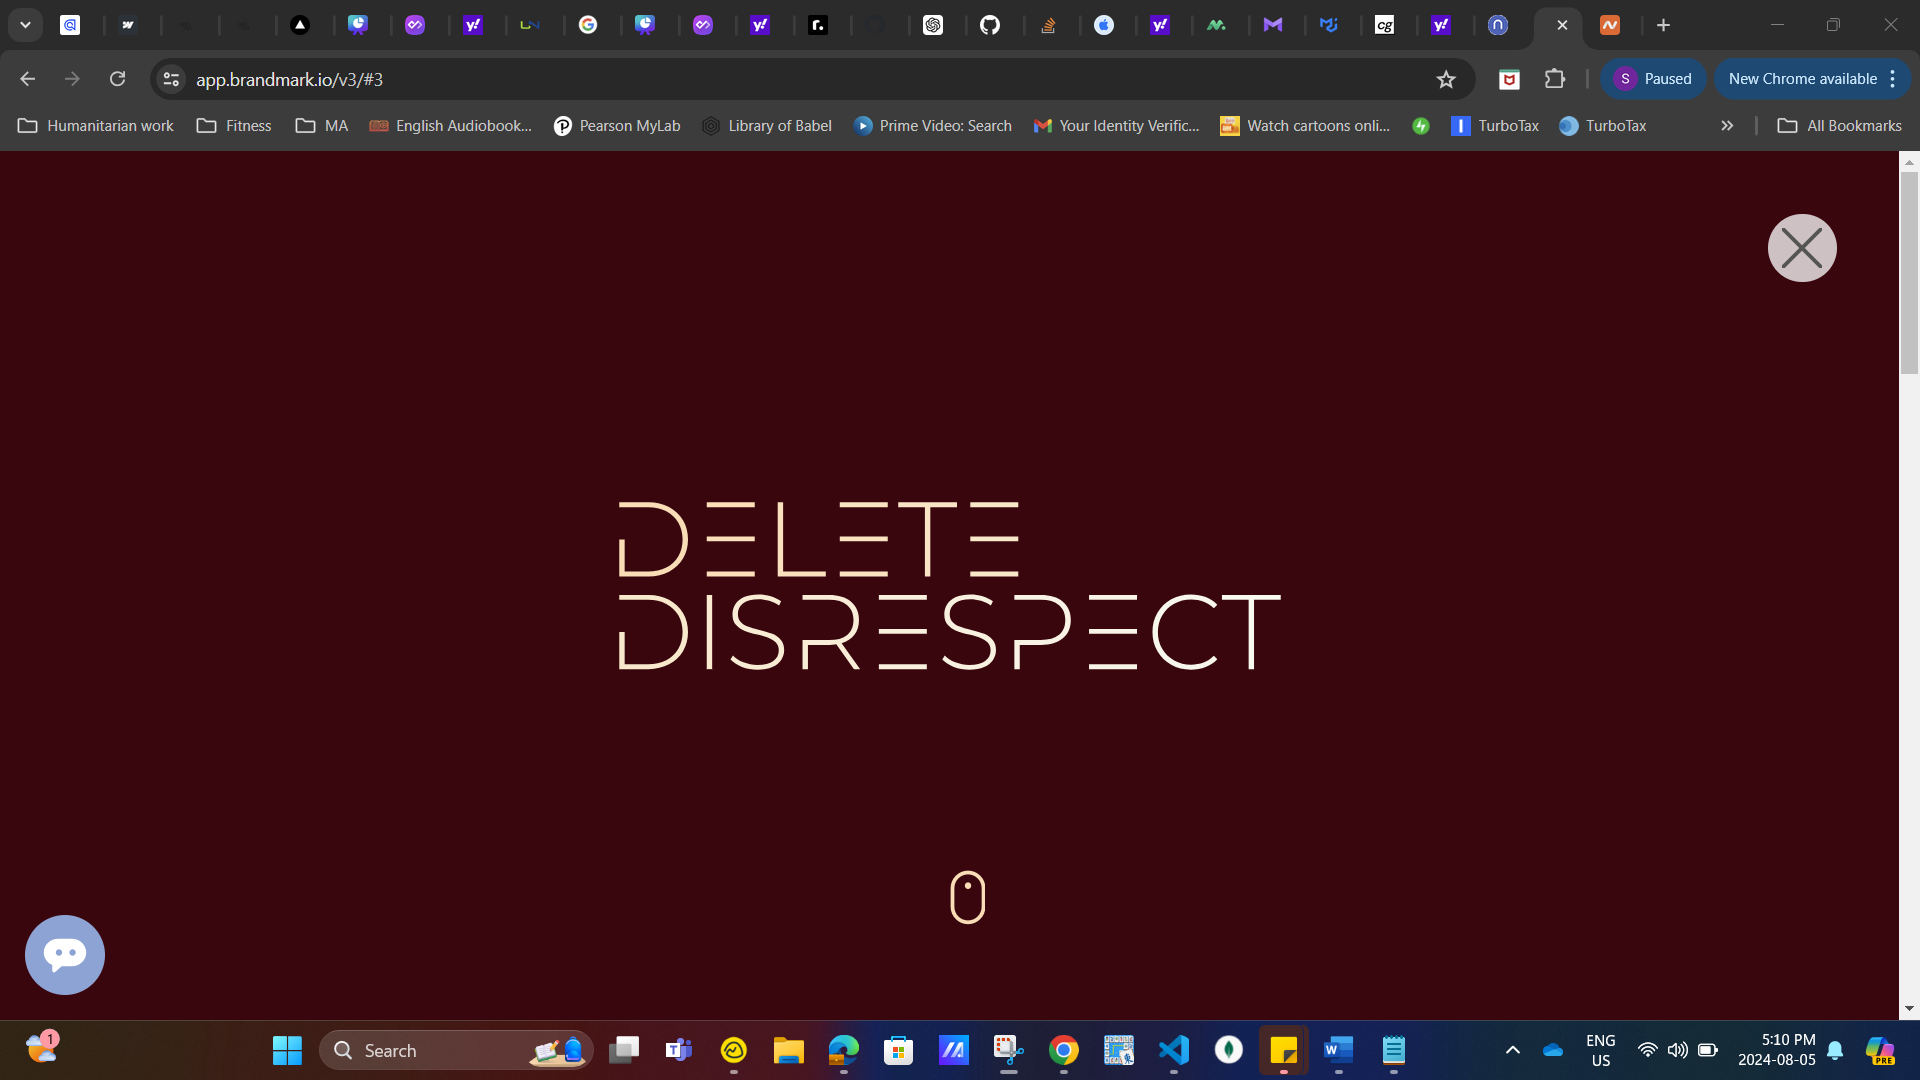 app.brandmark.io/v3/#3
S Paused
New Chrome available
Humanitarian work
Fitness
MA
English Audiobook...
Pearson MyLab
Library of Babel
Prime Video: Search
Your Identity Verific...
Watch cartoons onli...
TurboTax
TurboTax
All Bookmarks
DELETE
DISRESPECT
1
Search
ENG
US
5:10 PM
2024-08-05
PRE